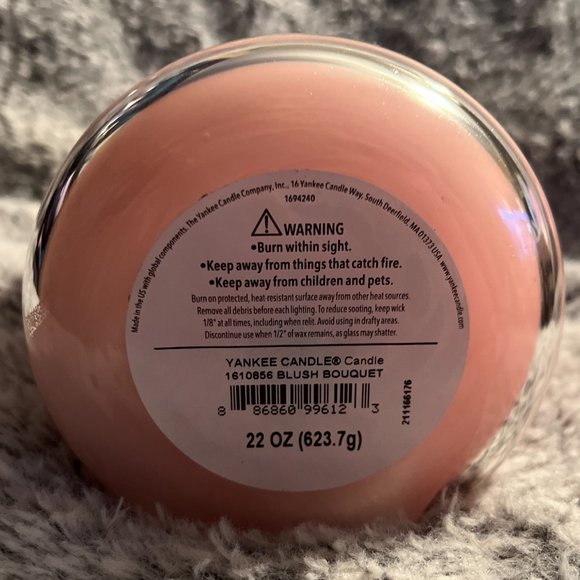 Made in the US with global components. The Yankee Candle Company, Inc., 16 Yankee Candle Way, South Deerfield, MA 01373 USA. www.yankeecandle.com
1694240
WARNING
•Burn within sight.
•Keep away from things that catch fire.
•Keep away from children and pets.
Burn on protected, heat-resistant surface away from other heat sources.
Remove all debris before each lighting. To reduce sooting, keep wick
1/8" at all times, including when relit. Avoid using in drafty areas.
Discontinue use when 1/2" of wax remains, as glass may shatter.
YANKEE CANDLE® Candle
1610856 BLUSH BOUQUET
8 86860 99612 3
211166176
22 OZ (623.7g)